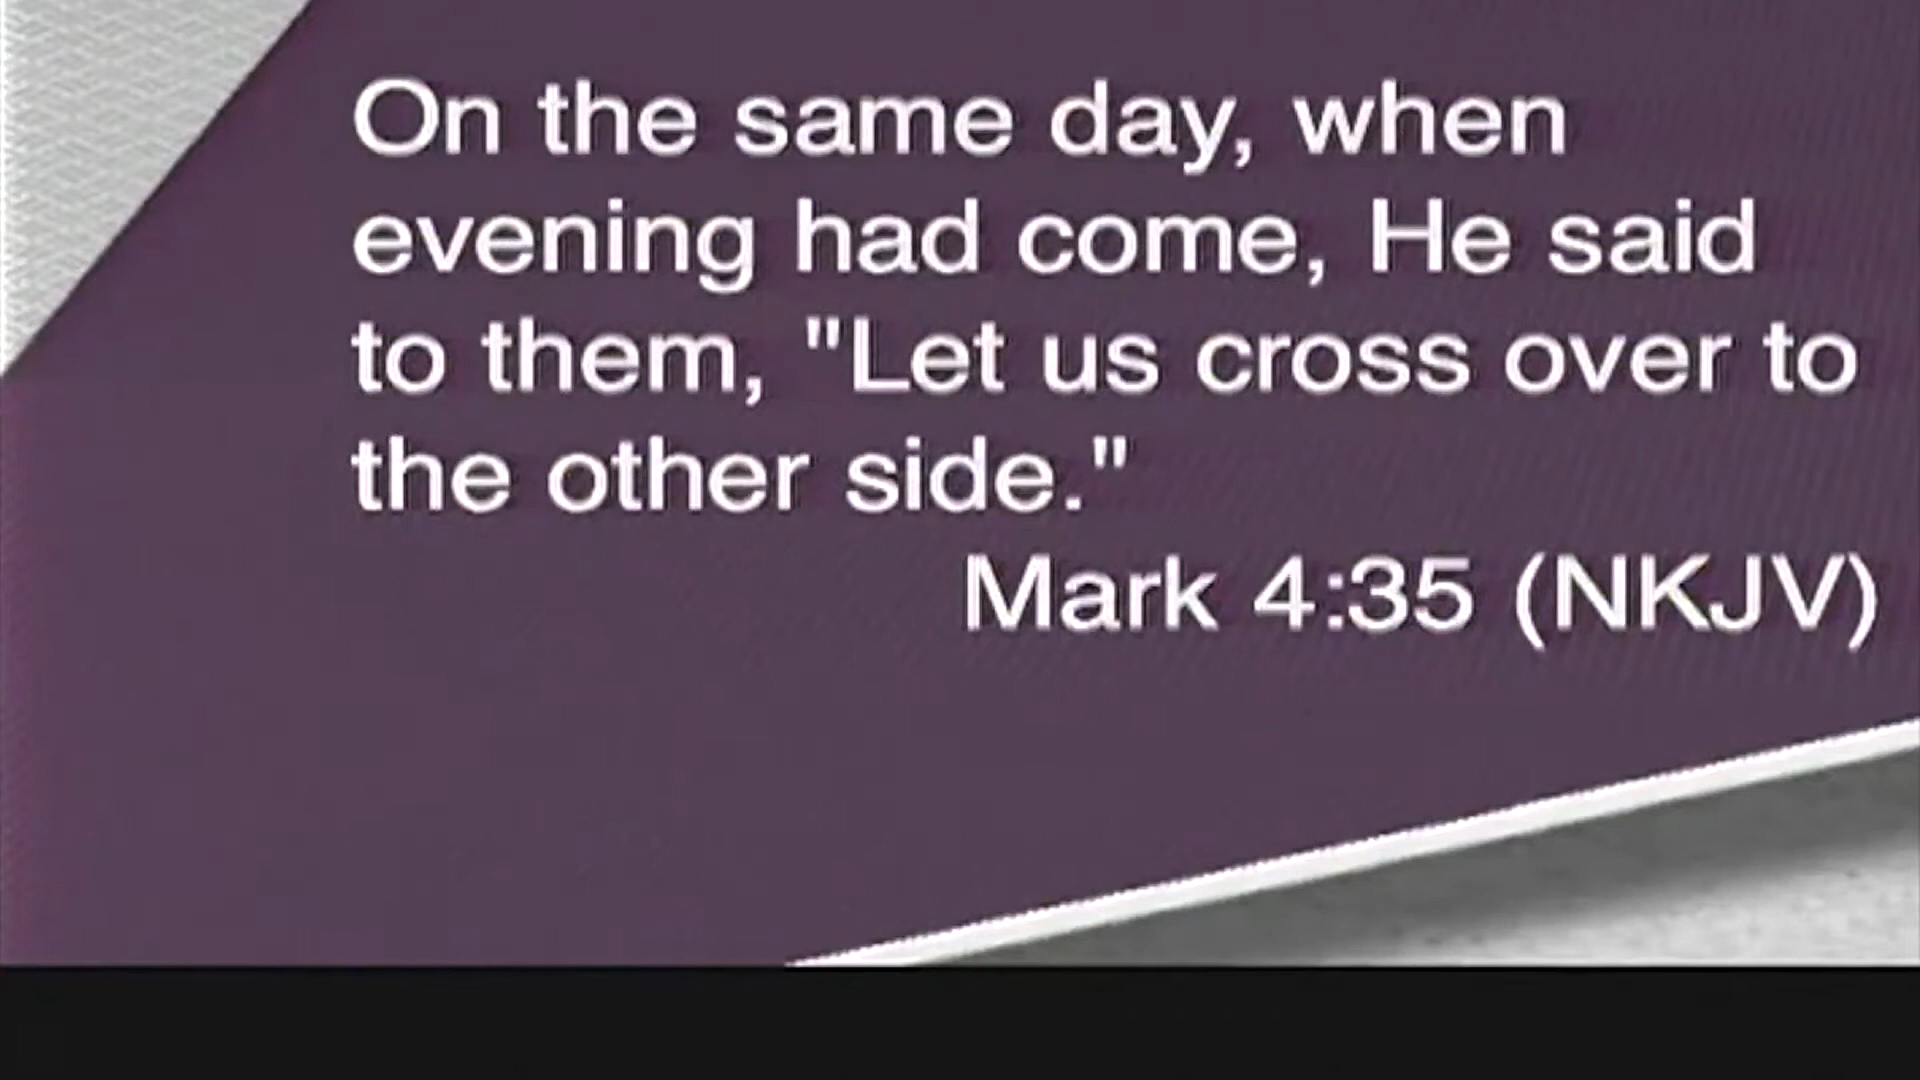 On the same day, when
evening had come, He said
to them, "Let us cross over to
the other side."
Mark 4:35 (NKJV)